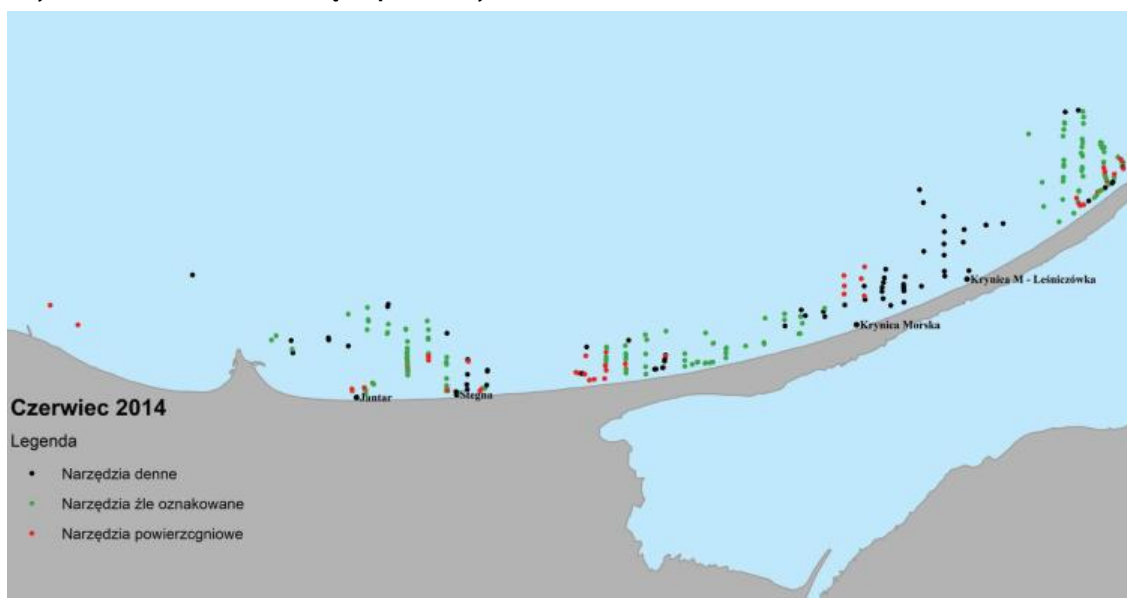 Krynica M - Leśniczówka
Krynica Morska
Jantar
Stegna
Czerwiec 2014
Legenda
Narzędzia denne
Narzędzia źle oznakowane
Narzędzia powierzcgniowe